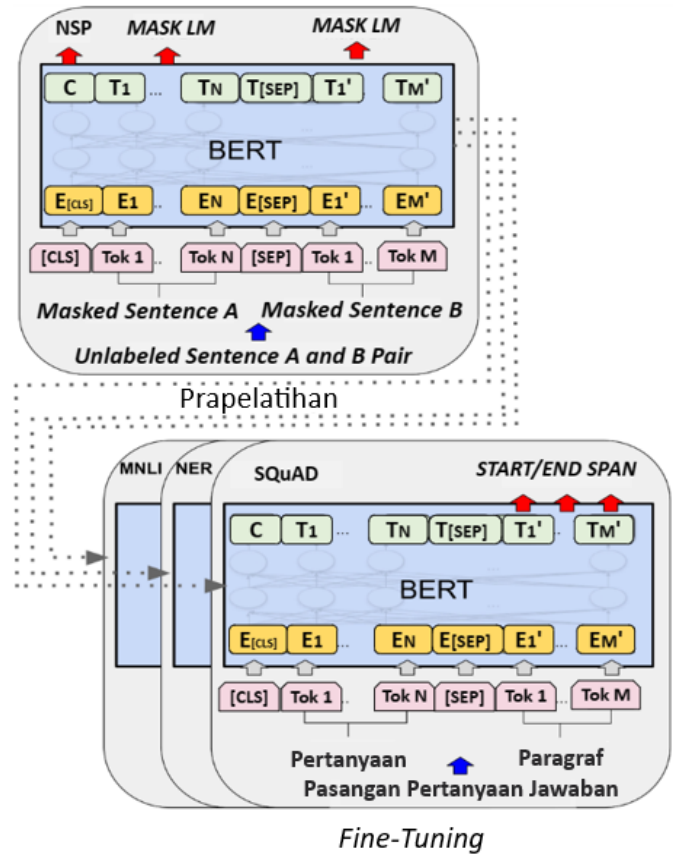 NSP MASK LM MASK LM
C T1 ... TN T[SEP] T1' ... TM'
BERT
E[CLS] E1 .. EN E[SEP] E1' ... EM'
[CLS] Tok 1 .. Tok N [SEP] Tok 1 .. Tok M
Masked Sentence A Masked Sentence B
Unlabeled Sentence A and B Pair
Prapelatihan
MNLI NER SQuAD START/END SPAN
C T1 ... TN T[SEP] T1' ... TM'
BERT
E[CLS] E1 ... EN E[SEP] E1' ... EM'
[CLS] Tok 1 .. Tok N [SEP] Tok 1 ... Tok M
Pertanyaan Paragraf
Pasangan Pertanyaan Jawaban
Fine-Tuning